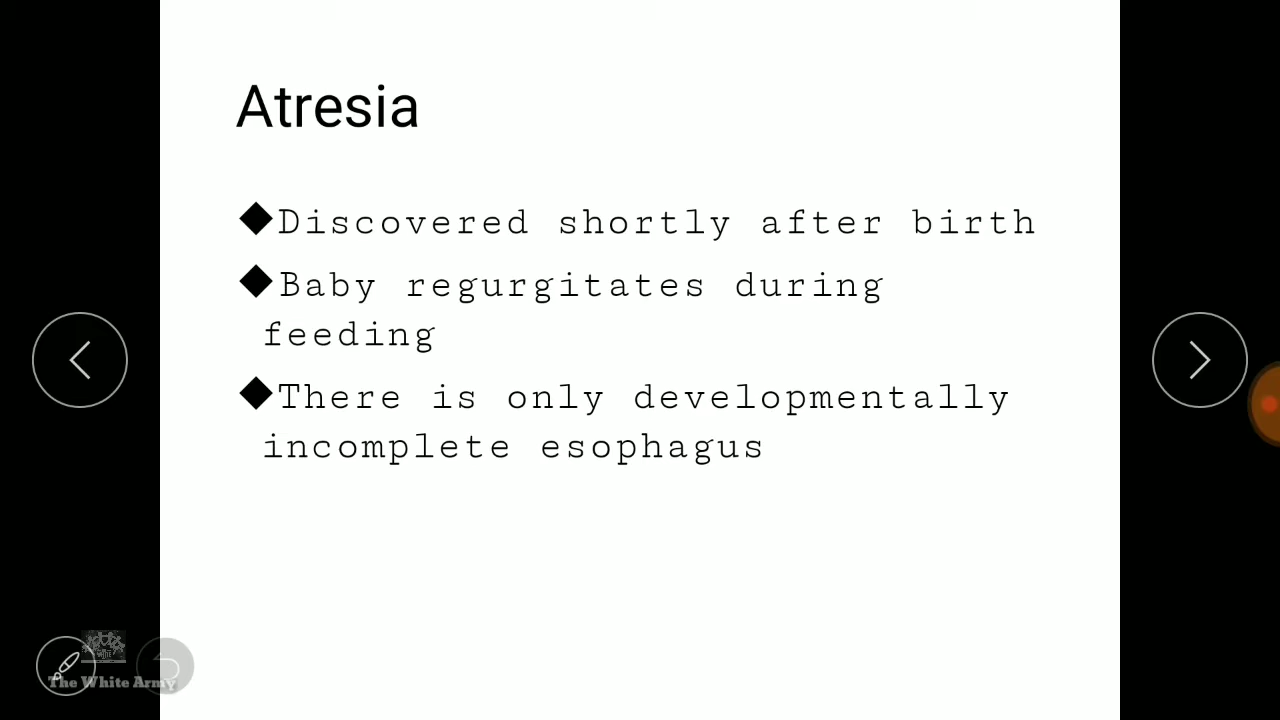 Atresia
◆Discovered shortly after birth
◆Baby regurgitates during
feeding
◆There is only developmentally
incomplete esophagus
The White Army